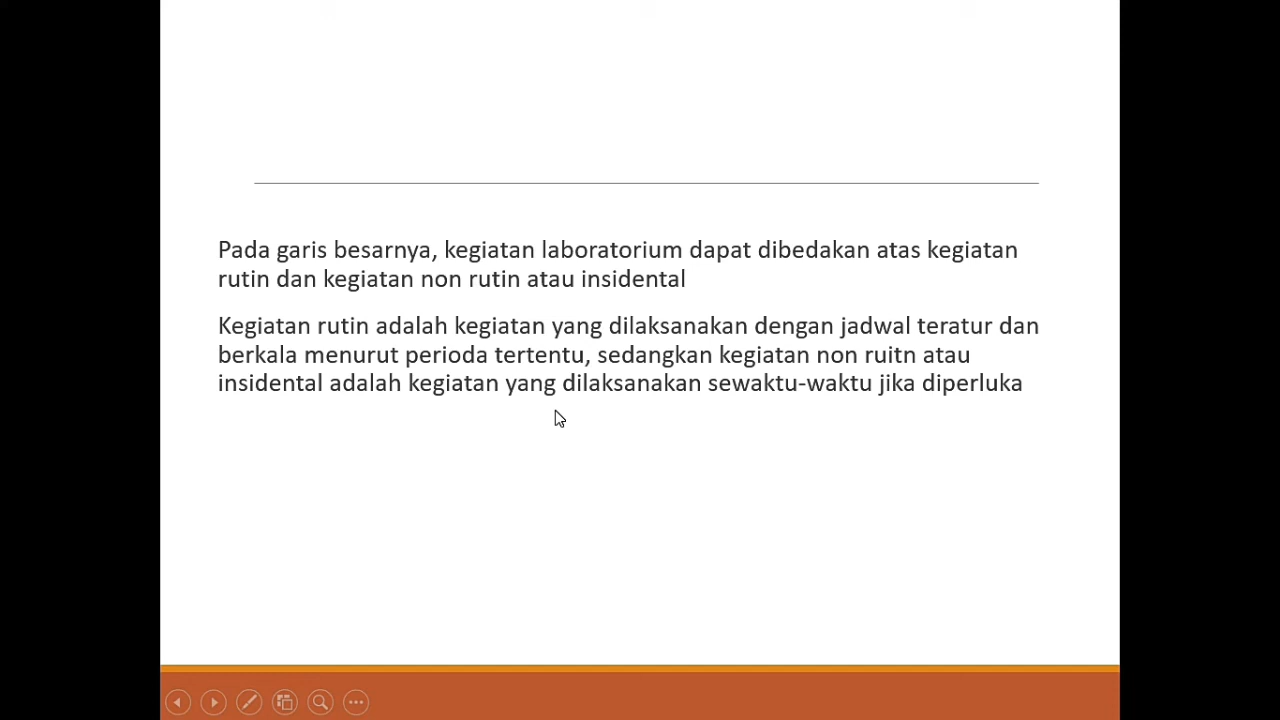 Pada garis besarnya, kegiatan laboratorium dapat dibedakan atas kegiatan
rutin dan kegiatan non rutin atau insidental
Kegiatan rutin adalah kegiatan yang dilaksanakan dengan jadwal teratur dan
berkala menurut perioda tertentu, sedangkan kegiatan non ruitn atau
insidental adalah kegiatan yang dilaksanakan sewaktu-waktu jika diperluka